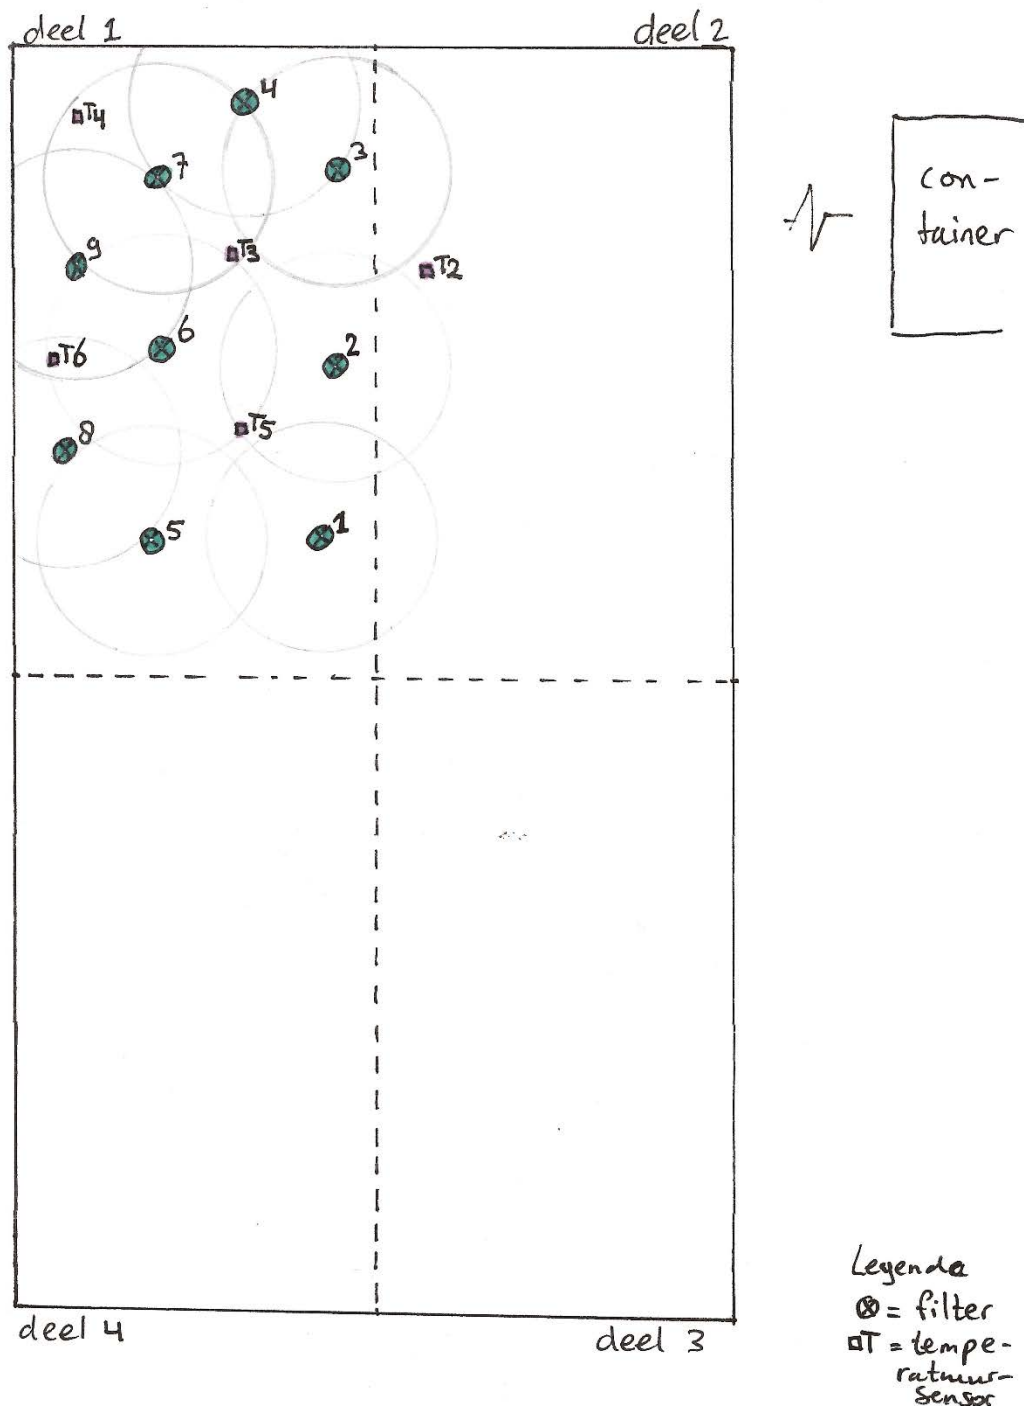 deel 1
deel 2
4
T4
7
3
con-
tainer
9
T3
T2
6
2
T6
8
T5
5
1
Legenda
⊗ = filter
□T = tempe-
ratuur-
sensor
deel 4
deel 3